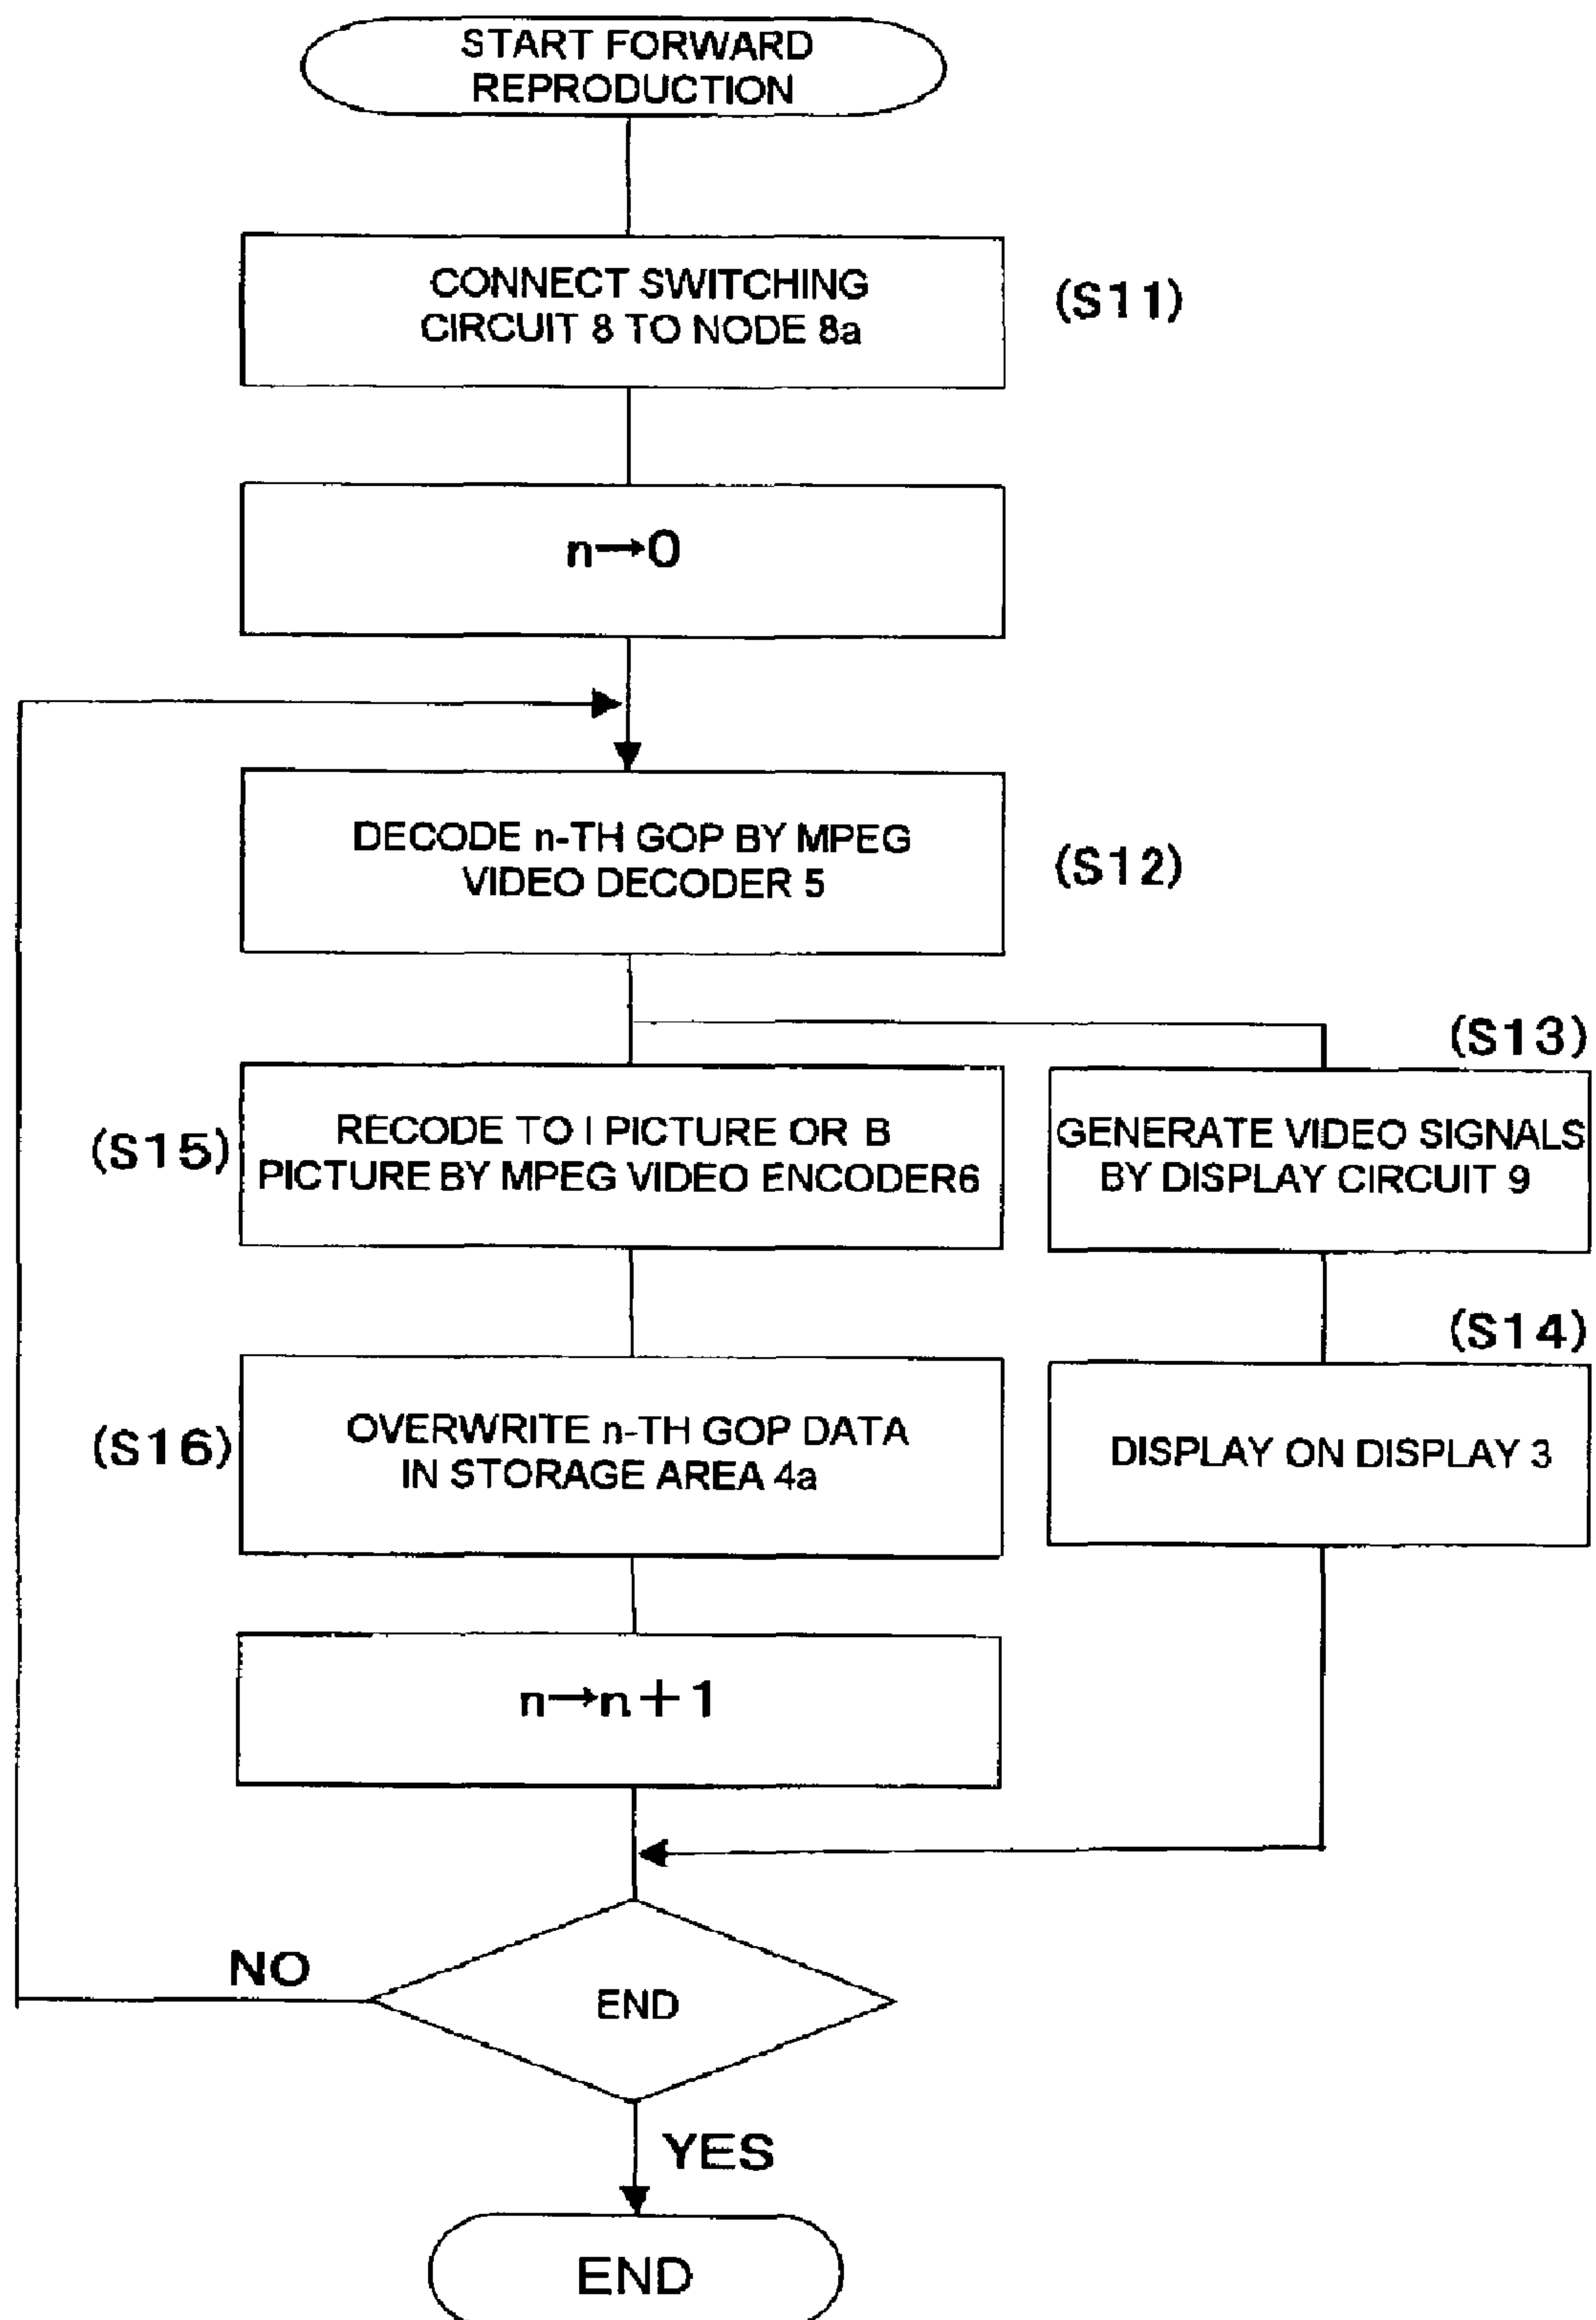 START FORWARD
REPRODUCTION
CONNECT SWITCHING
CIRCUIT 8 TO NODE 8a
(S11)
n→0
DECODE n-TH GOP BY MPEG
VIDEO DECODER 5
(S12)
(S13)
GENERATE VIDEO SIGNALS
BY DISPLAY CIRCUIT 9
(S15)
RECODE TO I PICTURE OR B
PICTURE BY MPEG VIDEO ENCODER6
(S14)
DISPLAY ON DISPLAY 3
(S16)
OVERWRITE n-TH GOP DATA
IN STORAGE AREA 4a
n→n+1
END
NO
YES
END